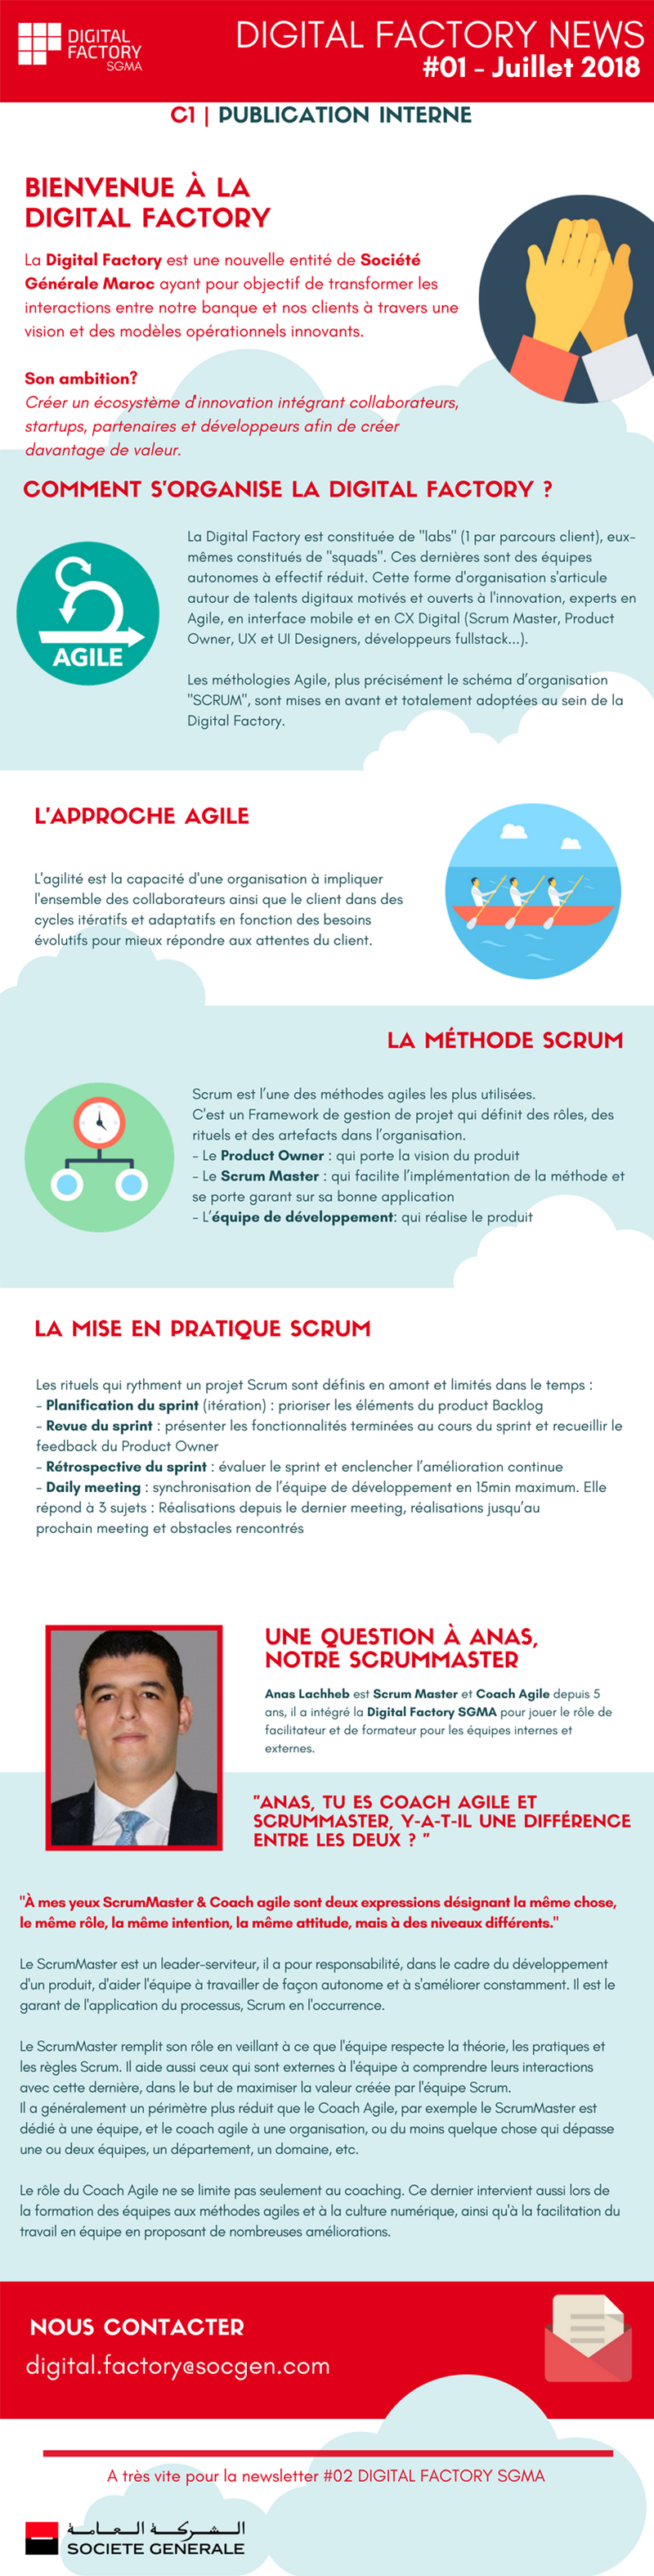 DIGITAL
FACTORY
SGMA
DIGITAL FACTORY NEWS
#01 - Juillet 2018
C1 | PUBLICATION INTERNE
BIENVENUE À LA
DIGITAL FACTORY
La Digital Factory est une nouvelle entité de Société
Générale Maroc ayant pour objectif de transformer les
interactions entre notre banque et nos clients à travers une
vision et des modèles opérationnels innovants.
Son ambition?
Créer un écosystème d'innovation intégrant collaborateurs,
startups, partenaires et développeurs afin de créer
davantage de valeur.
COMMENT S'ORGANISE LA DIGITAL FACTORY ?
AGILE
La Digital Factory est constituée de "labs" (1 par parcours client), eux-
mêmes constitués de "squads". Ces dernières sont des équipes
autonomes à effectif réduit. Cette forme d'organisation s'articule
autour de talents digitaux motivés et ouverts à l'innovation, experts en
Agile, en interface mobile et en CX Digital (Scrum Master, Product
Owner, UX et UI Designers, développeurs fullstack...).
Les méthologies Agile, plus précisément le schéma d'organisation
"SCRUM", sont mises en avant et totalement adoptées au sein de la
Digital Factory.
L'APPROCHE AGILE
L'agilité est la capacité d'une organisation à impliquer
l'ensemble des collaborateurs ainsi que le client dans des
cycles itératifs et adaptatifs en fonction des besoins
évolutifs pour mieux répondre aux attentes du client.
LA MÉTHODE SCRUM
Scrum est l'une des méthodes agiles les plus utilisées.
C'est un Framework de gestion de projet qui définit des rôles, des
rituels et des artefacts dans l'organisation.
- Le Product Owner : qui porte la vision du produit
- Le Scrum Master : qui facilite l'implémentation de la méthode et
se porte garant sur sa bonne application
- L'équipe de développement: qui réalise le produit
LA MISE EN PRATIQUE SCRUM
Les rituels qui rythment un projet Scrum sont définis en amont et limités dans le temps :
- Planification du sprint (itération) : prioriser les éléments du product Backlog
- Revue du sprint : présenter les fonctionnalités terminées au cours du sprint et recueillir le
feedback du Product Owner
- Rétrospective du sprint : évaluer le sprint et enclencher l'amélioration continue
- Daily meeting : synchronisation de l'équipe de développement en 15min maximum. Elle
répond à 3 sujets : Réalisations depuis le dernier meeting, réalisations jusqu'au
prochain meeting et obstacles rencontrés
UNE QUESTION À ANAS,
NOTRE SCRUMMASTER
Anas Lachheb est Scrum Master et Coach Agile depuis 5
ans, il a intégré la Digital Factory SGMA pour jouer le rôle de
facilitateur et de formateur pour les équipes internes et
externes.
"ANAS, TU ES COACH AGILE ET
SCRUMMASTER, Y-A-T-IL UNE DIFFÉRENCE
ENTRE LES DEUX ? "
"À mes yeux ScrumMaster & Coach agile sont deux expressions désignant la même chose,
le même rôle, la même intention, la même attitude, mais à des niveaux différents."
Le ScrumMaster est un leader-serviteur, il a pour responsabilité, dans le cadre du développement
d'un produit, d'aider l'équipe à travailler de façon autonome et à s'améliorer constamment. Il est le
garant de l'application du processus, Scrum en l'occurrence.
Le ScrumMaster remplit son rôle en veillant à ce que l'équipe respecte la théorie, les pratiques et
les règles Scrum. Il aide aussi ceux qui sont externes à l'équipe à comprendre leurs interactions
avec cette dernière, dans le but de maximiser la valeur créée par l'équipe Scrum.
Il a généralement un périmètre plus réduit que le Coach Agile, par exemple le ScrumMaster est
dédié à une équipe, et le coach agile à une organisation, ou du moins quelque chose qui dépasse
une ou deux équipes, un département, un domaine, etc.
Le rôle du Coach Agile ne se limite pas seulement au coaching. Ce dernier intervient aussi lors de
la formation des équipes aux méthodes agiles et à la culture numérique, ainsi qu'à la facilitation du
travail en équipe en proposant de nombreuses améliorations.
NOUS CONTACTER
digital.factory@socgen.com
A très vite pour la newsletter #02 DIGITAL FACTORY SGMA
الشركة العامة
SOCIETE GENERALE